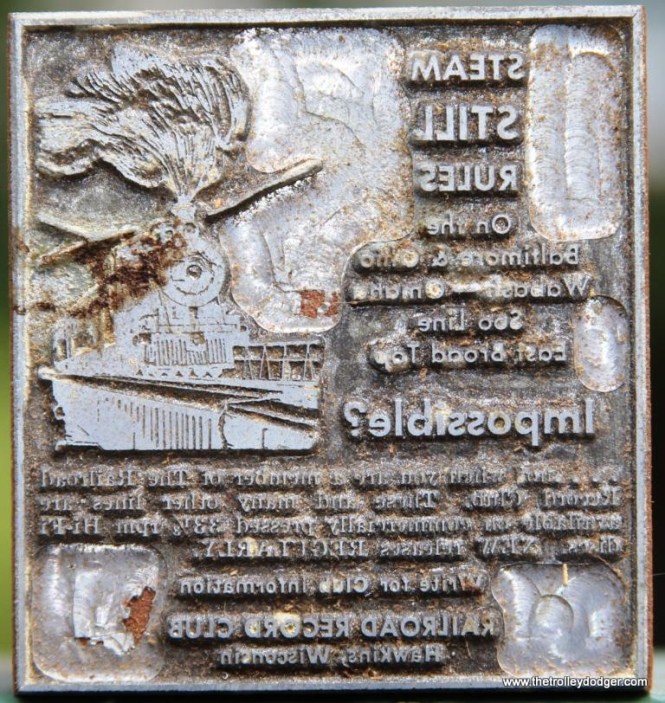 STEAM
STILL
RULES
On the
Baltimore & Ohio
Wabash - Omaha
Soo Line
East Broad Top
Impossible?
not when you are a member of The Railroad
Record Club. These and many other lines are
available on commercially pressed 33⅓ rpm Hi-Fi
discs. NEW releases REGULARLY.
Write for Club Information
RAILROAD RECORD CLUB
Hawkins, Wisconsin
www.thetrolleydodger.com